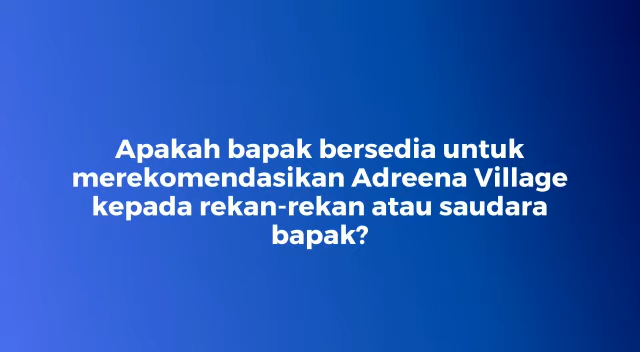 Apakah bapak bersedia untuk
merekomendasikan Adreena Village
kepada rekan-rekan atau saudara
bapak?